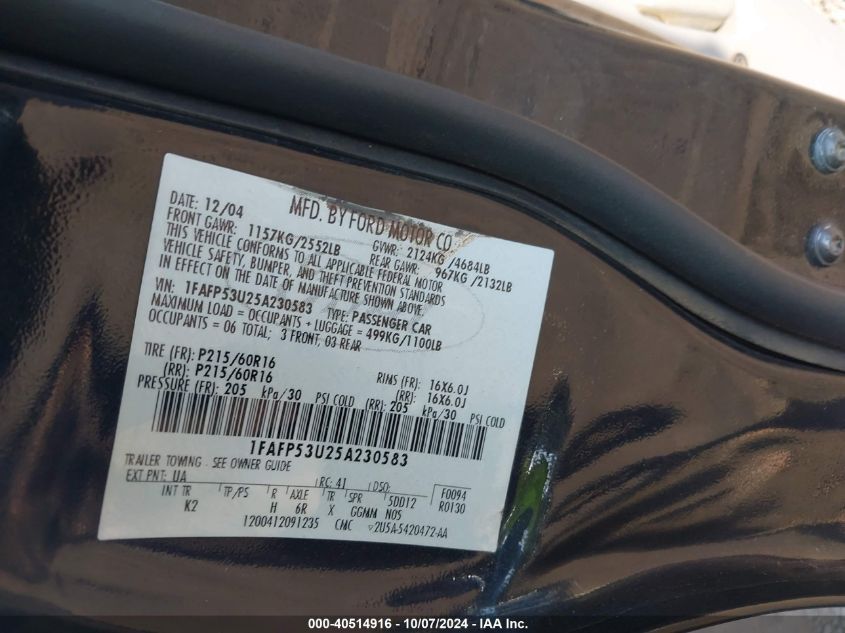 DATE: 12/04 MFD. BY FORD MOTOR CO.
FRONT GAWR: 1157KG/2552LB GVWR: 2124KG/4684LB
REAR GAWR: 967KG/2132LB
THIS VEHICLE CONFORMS TO ALL APPLICABLE FEDERAL MOTOR
VEHICLE SAFETY, BUMPER, AND THEFT PREVENTION STANDARDS
IN EFFECT ON THE DATE OF MANUFACTURE SHOWN ABOVE.
VIN: 1FAFP53U25A230583 TYPE: PASSENGER CAR
MAXIMUM LOAD = OCCUPANTS + LUGGAGE = 499KG/1100LB
OCCUPANTS = 06 TOTAL; 3 FRONT, 03 REAR
TIRE (FR): P215/60R16 RIMS (FR): 16X6.0J
(RR): P215/60R16 (RR): 16X6.0J
PRESSURE (FR): 205 kPa/30 PSI COLD (RR): 205 kPa/30 PSI COLD
1FAFP53U25A230583
TRAILER TOWING - SEE OWNER GUIDE
EXT PNT: UA RC: 41 DSO: F0094
R0130
INT TR TP/PS R AXLE TR SPR 5DD12
K2 H 6R X GGMM N05
1200412091235 CMC 2U5A-5420472-AA
000-40514916 - 10/07/2024 - IAA Inc.